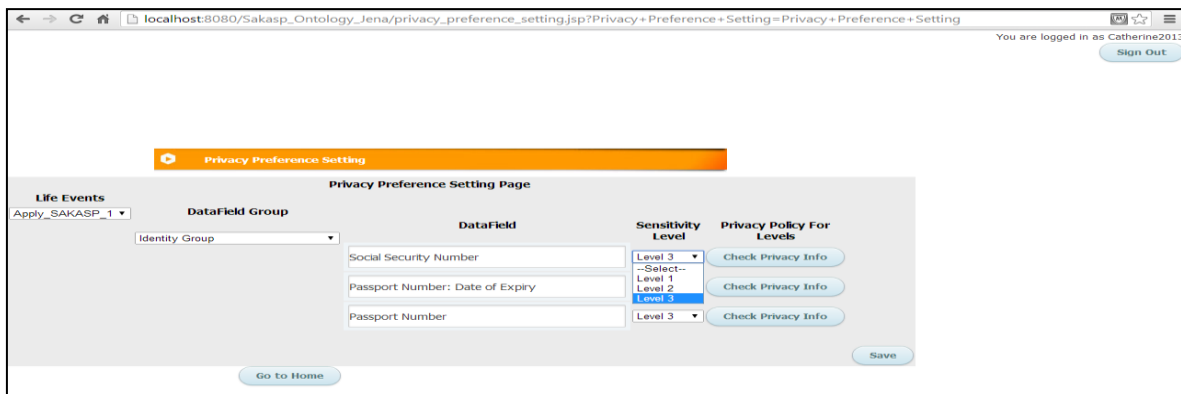 localhost:8080/Sakasp_Ontology_Jena/privacy_preference_setting.jsp?Privacy+Preference+Setting=Privacy+Preference+Setting
You are logged in as Catherine2013
Sign Out
Privacy Preference Setting
Privacy Preference Setting Page
Life Events
Apply_SAKASP_1
DataField Group
Identity Group
DataField
Sensitivity Level
Privacy Policy For Levels
Social Security Number
Level 3
Check Privacy Info
--Select--
Level 1
Level 2
Level 3
Passport Number: Date of Expiry
Check Privacy Info
Passport Number
Level 3
Check Privacy Info
Save
Go to Home